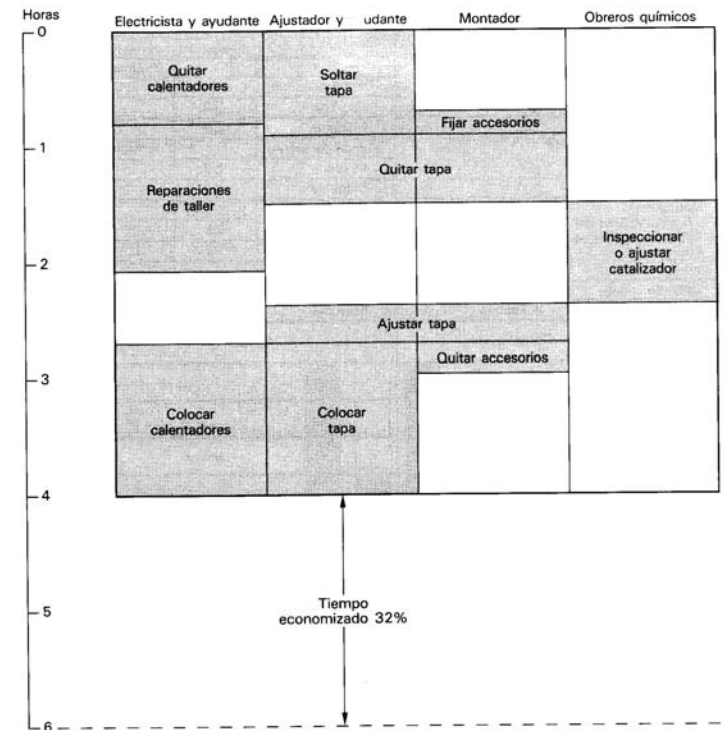 Horas
Electricista y ayudante
Ajustador y udante
Montador
Obreros químicos
0
Quitar
calentadores
Soltar
tapa
Fijar accesorios
1
Quitar tapa
Reparaciones
de taller
Inspeccionar
o ajustar
catalizador
2
Ajustar tapa
Quitar accesorios
3
Colocar
calentadores
Colocar
tapa
4
Tiempo
economizado 32%
5
6